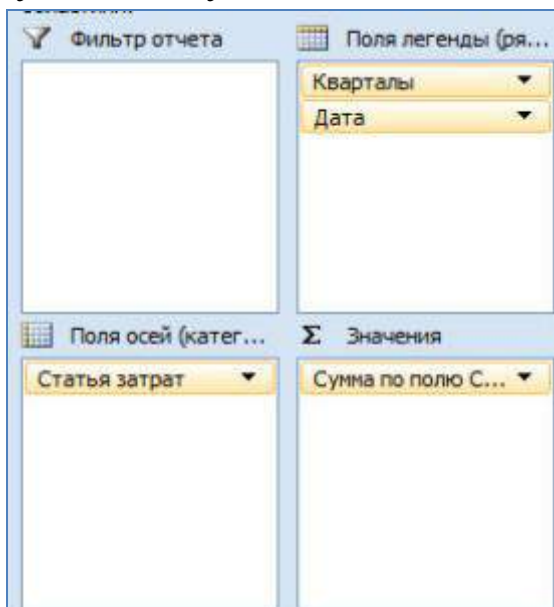 Фильтр отчета
Поля легенды (ря...
Кварталы
Дата
Поля осей (катег...
Σ Значения
Статья затрат
Сумма по полю С...